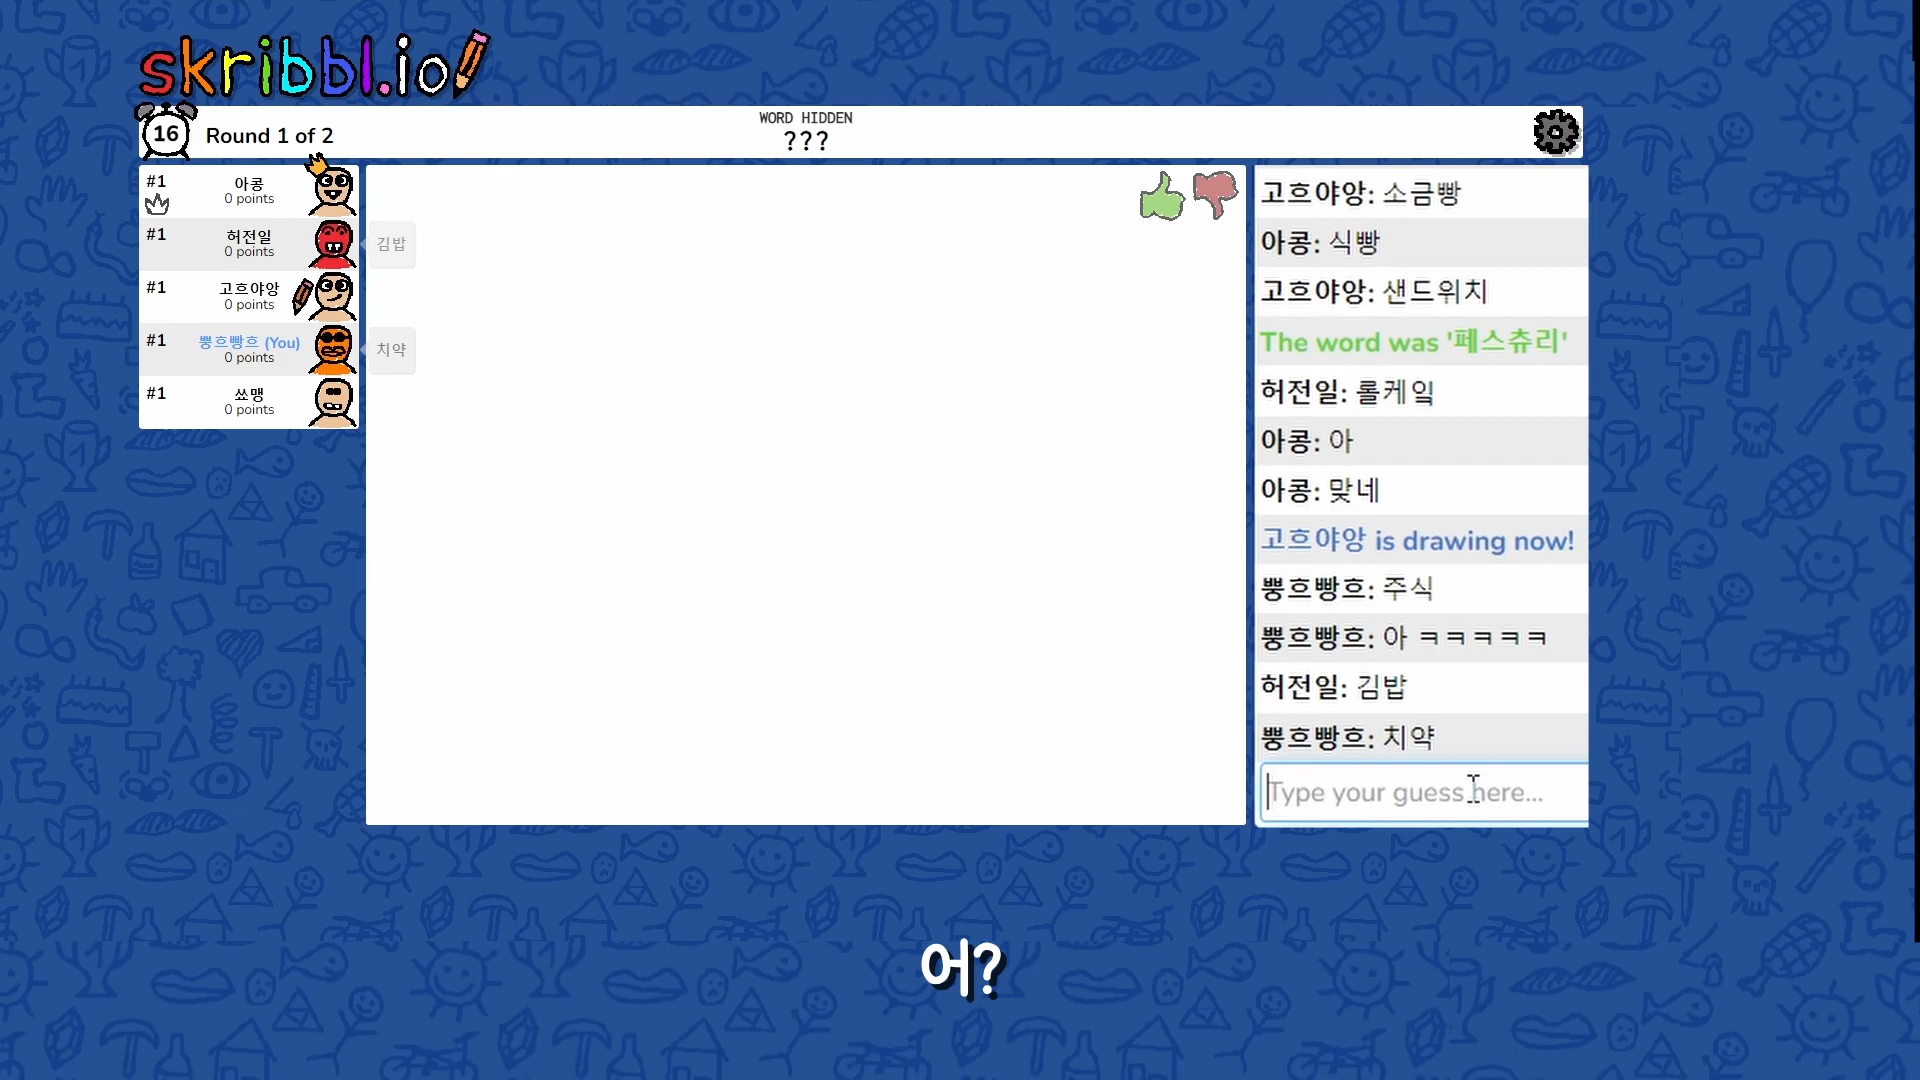 skribbl.io
16
Round 1 of 2
WORD HIDDEN
???
#1
아콩
0 points
#1
허전일
0 points
김밥
#1
고흐야앙
0 points
#1
뿡흐빵흐 (You)
0 points
치약
#1
쏘맹
0 points
고흐야앙: 소금빵
아콩: 식빵
고흐야앙: 샌드위치
The word was '페스츄리'
허전일: 롤케잌
아콩: 아
아콩: 맞네
고흐야앙 is drawing now!
뿡흐빵흐: 주식
뿡흐빵흐: 아 ㅋㅋㅋㅋㅋ
허전일: 김밥
뿡흐빵흐: 치약
Type your guess here...
어?